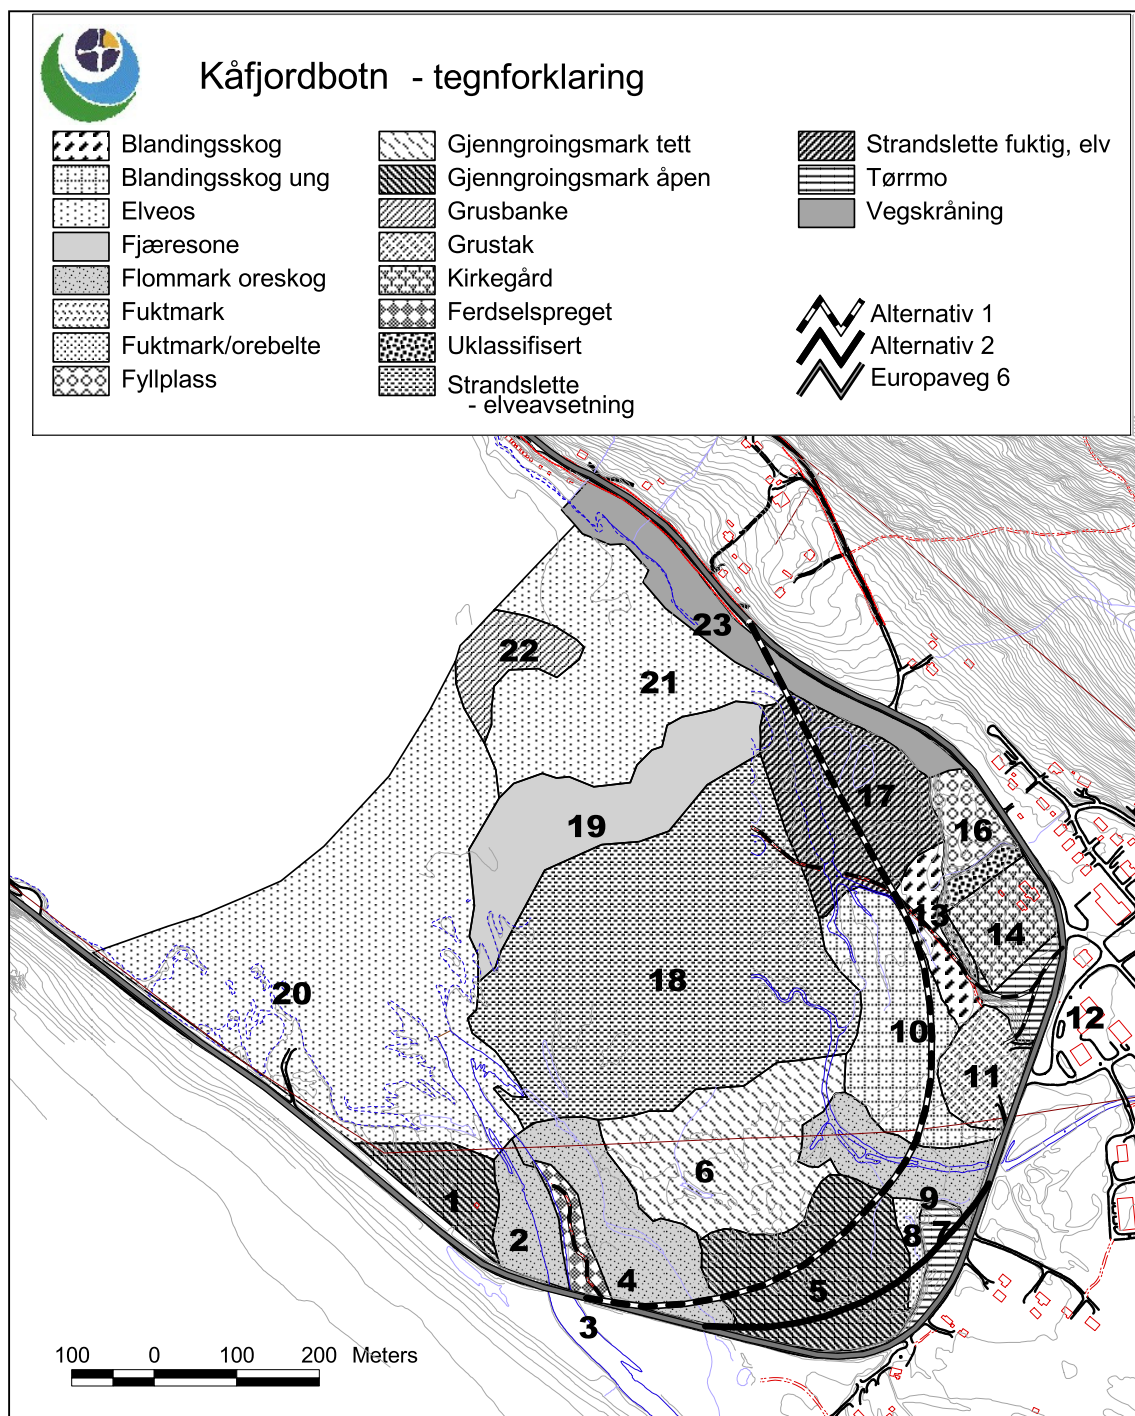 Kåfjordbotn - tegnforklaring
Blandingsskog
Blandingsskog ung
Elveos
Fjæresone
Flommark oreskog
Fuktmark
Fuktmark/orebelte
Fyllplass
Gjenngroingsmark tett
Gjenngroingsmark åpen
Grusbanke
Grustak
Kirkegård
Ferdselspreget
Uklassifisert
Strandslette
- elveavsetning
Strandslette fuktig, elv
Tørrmo
Vegskråning
Alternativ 1
Alternativ 2
Europaveg 6
23
22
21
17
19
16
13
14
18
20
12
10
11
6
1
9
2
8
7
4
5
3
100 0 100 200 Meters